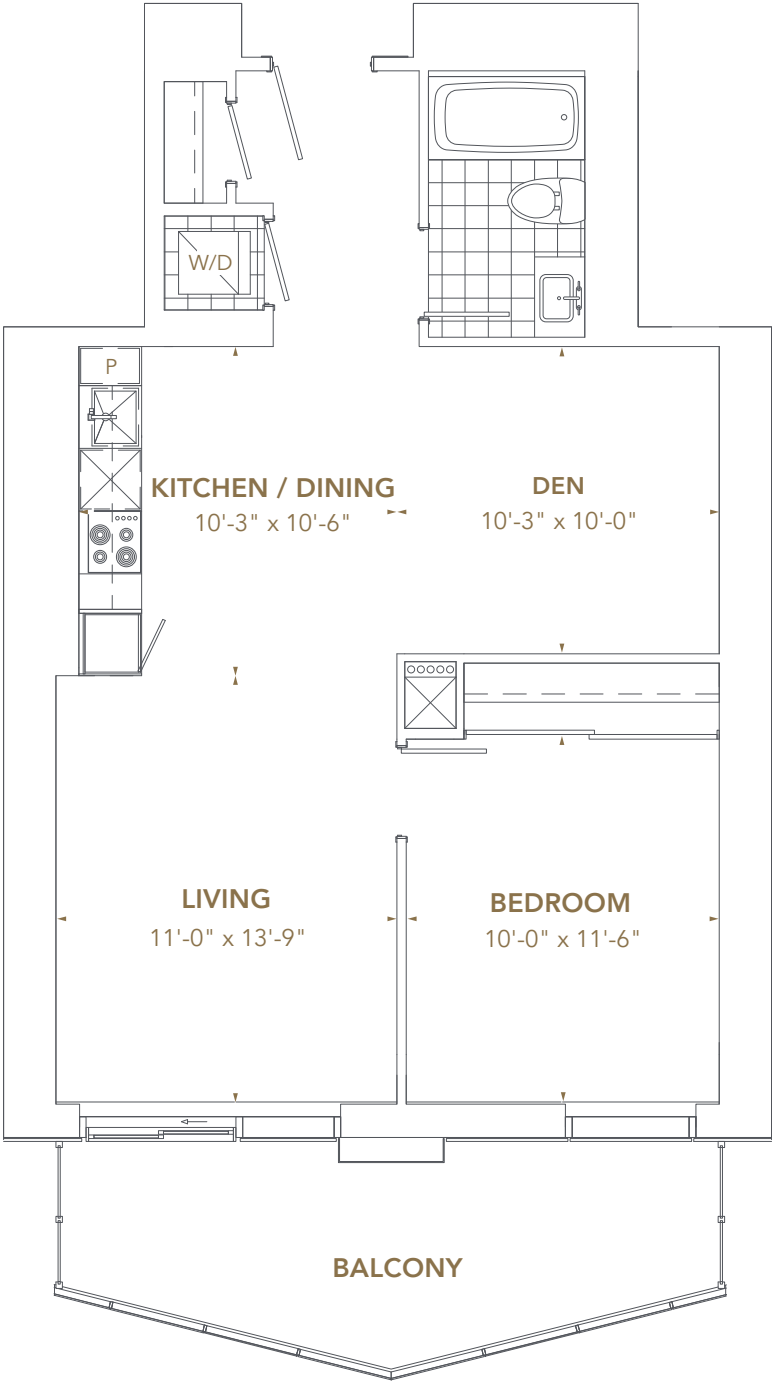 W/D
P
KITCHEN / DINING
10'-3" x 10'-6"
DEN
10'-3" x 10'-0"
LIVING
11'-0" x 13'-9"
BEDROOM
10'-0" x 11'-6"
BALCONY